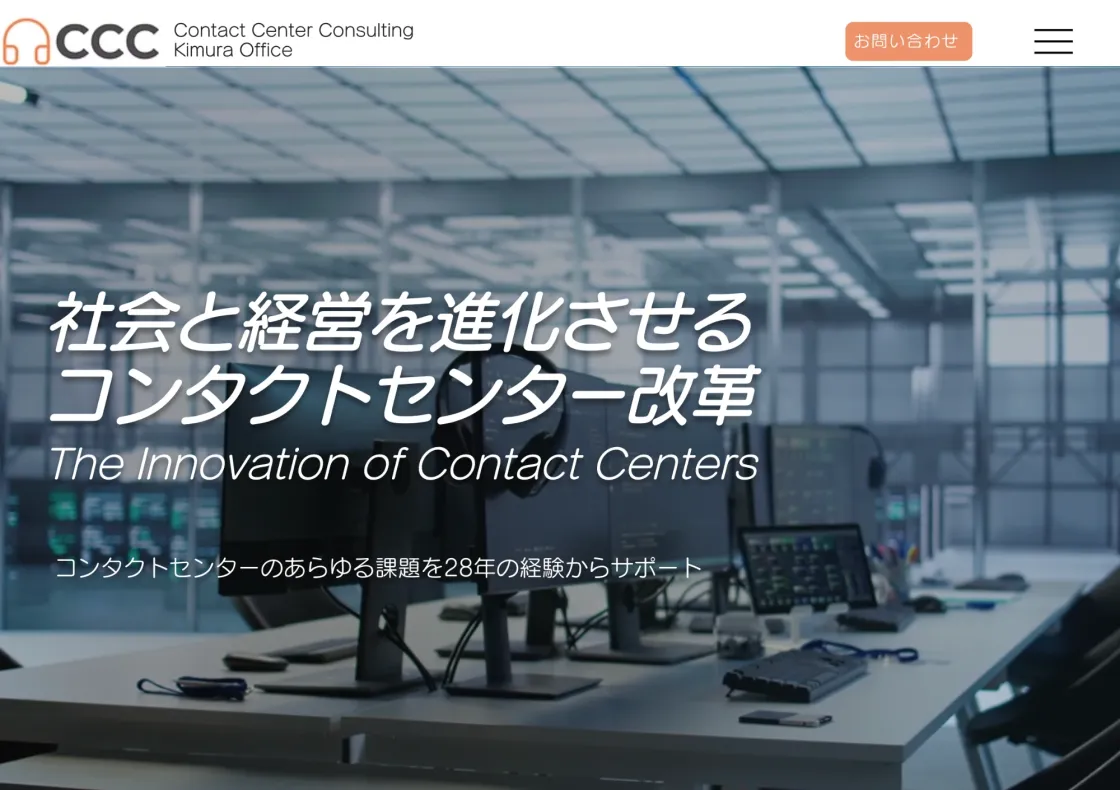 CCC
Contact Center Consulting
Kimura Office
お問い合わせ
社会と経営を進化させる
コンタクトセンター改革
The Innovation of Contact Centers
コンタクトセンターのあらゆる課題を28年の経験からサポート